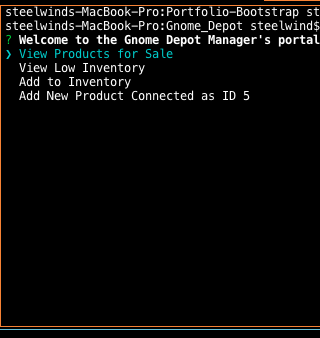 steelwinds-MacBook-Pro:Portfolio-Bootstrap st
steelwinds-MacBook-Pro:Gnome_Depot steelwind$
? Welcome to the Gnome Depot Manager's portal
❯ View Products for Sale
View Low Inventory
Add to Inventory
Add New Product Connected as ID 5